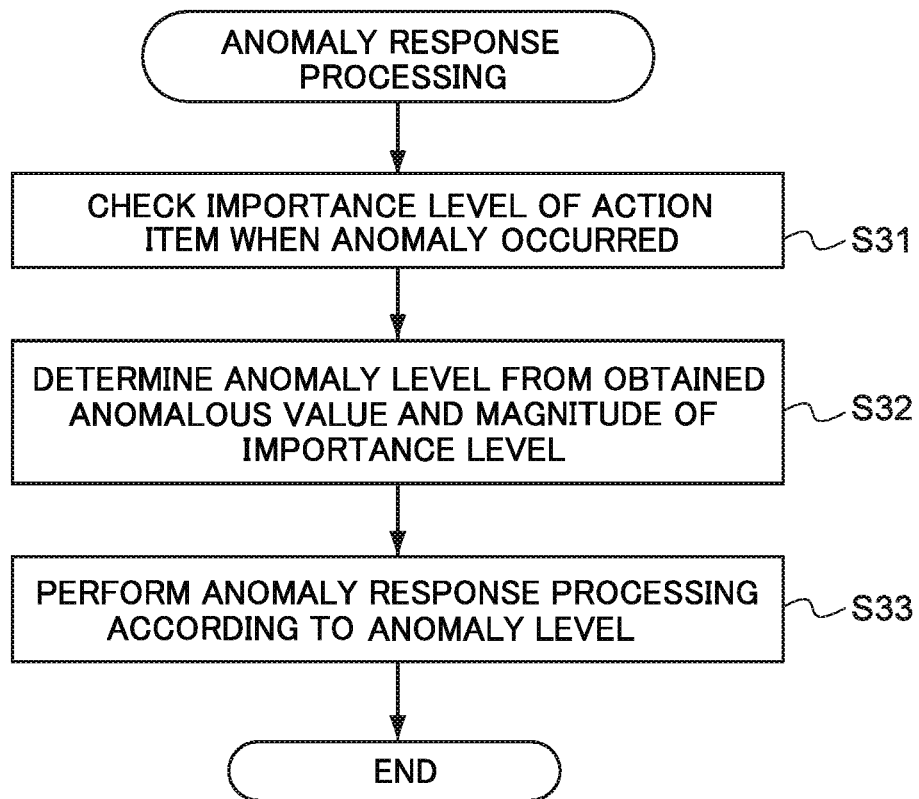 ANOMALY RESPONSE
PROCESSING
CHECK IMPORTANCE LEVEL OF ACTION
ITEM WHEN ANOMALY OCCURRED
S31
DETERMINE ANOMALY LEVEL FROM OBTAINED
ANOMALOUS VALUE AND MAGNITUDE OF
IMPORTANCE LEVEL
S32
PERFORM ANOMALY RESPONSE PROCESSING
ACCORDING TO ANOMALY LEVEL
S33
END